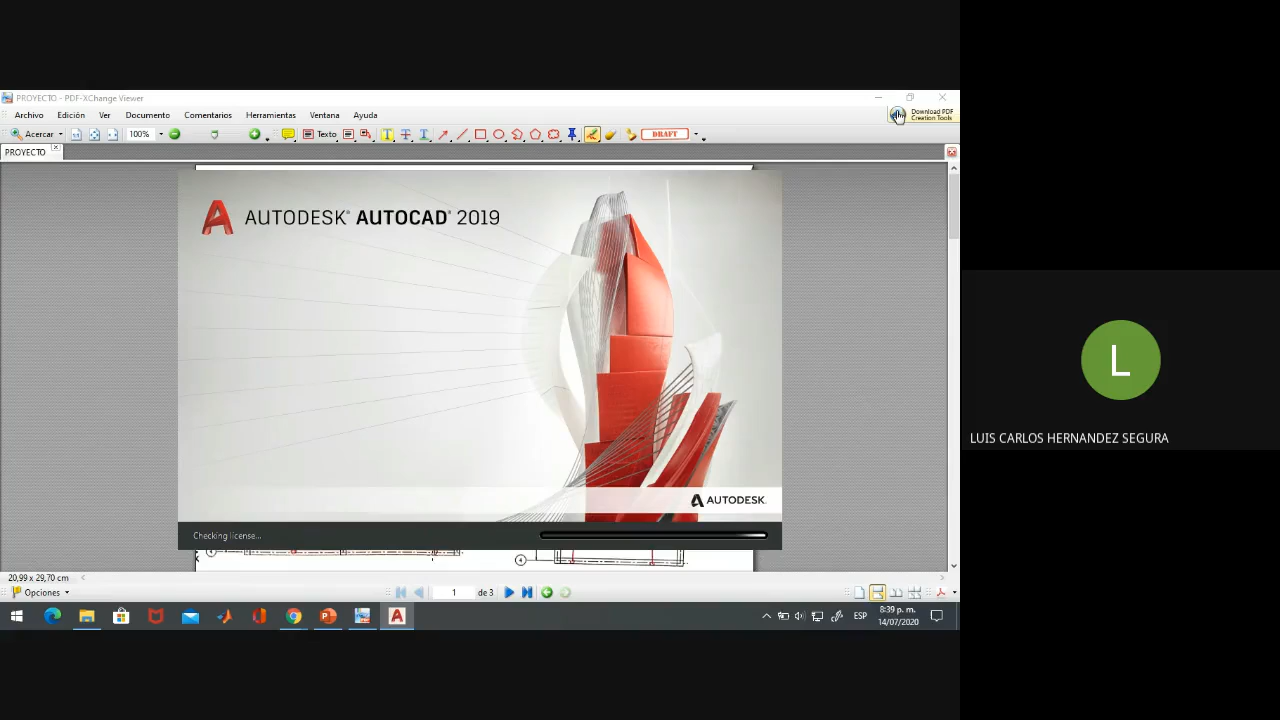 PROYECTO - PDF-XChange Viewer
Archivo Edición Ver Documento Comentarios Herramientas Ventana Ayuda
Download PDF
Creation Tools
Acercar 100% Texto DRAFT
PROYECTO
AUTODESK® AUTOCAD® 2019
AUTODESK.
Checking license...
4
4
20,99 x 29,70 cm
Opciones 1 de 3
ESP
8:39 p. m.
14/07/2020
L
LUIS CARLOS HERNANDEZ SEGURA